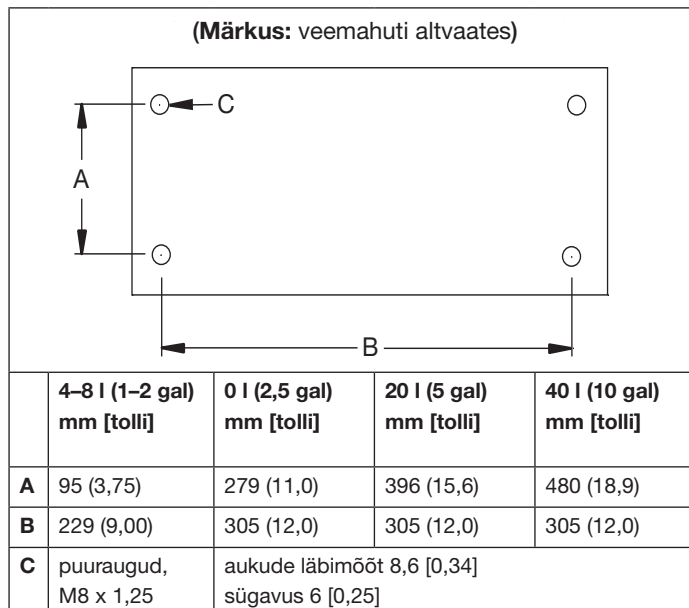 (Märkus: veemahuti altvaates)
C
A
B
4–8 l (1–2 gal) mm [tolli]
0 l (2,5 gal) mm [tolli]
20 l (5 gal) mm [tolli]
40 l (10 gal) mm [tolli]
A 95 (3,75) 279 (11,0) 396 (15,6) 480 (18,9)
B 229 (9,00) 305 (12,0) 305 (12,0) 305 (12,0)
C puuraugud, M8 x 1,25
aukude läbimõõt 8,6 [0,34]
sügavus 6 [0,25]